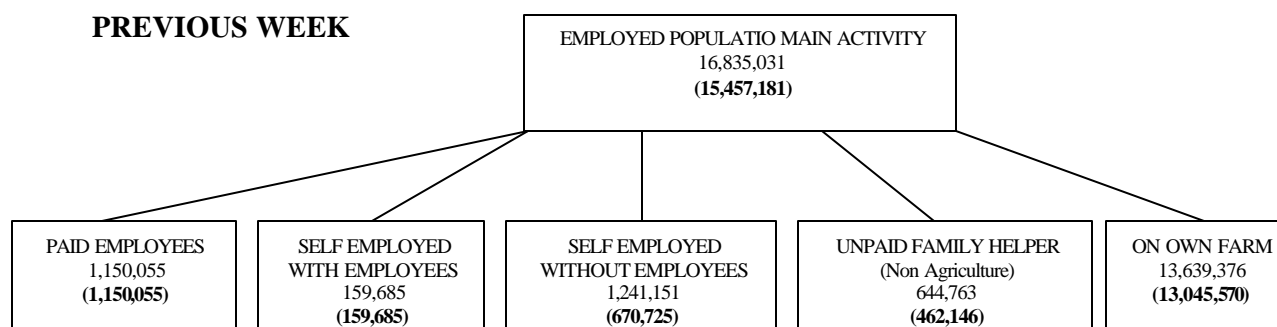 PREVIOUS WEEK
EMPLOYED POPULATIO MAIN ACTIVITY
16,835,031
(15,457,181)
PAID EMPLOYEES
1,150,055
(1,150,055)
SELF EMPLOYED
WITH EMPLOYEES
159,685
(159,685)
SELF EMPLOYED
WITHOUT EMPLOYEES
1,241,151
(670,725)
UNPAID FAMILY HELPER
(Non Agriculture)
644,763
(462,146)
ON OWN FARM
13,639,376
(13,045,570)